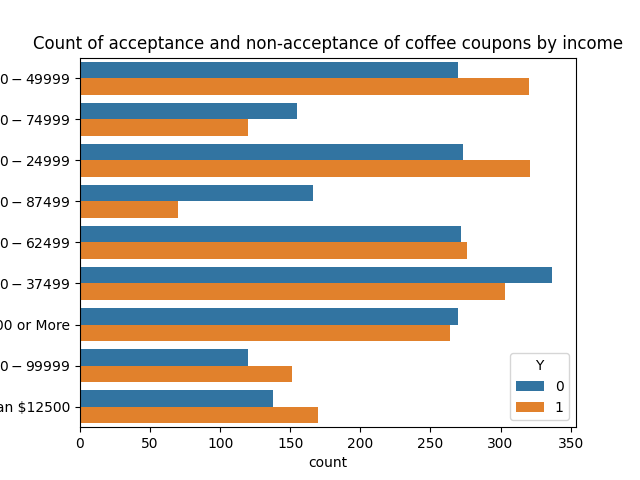 Count of acceptance and non-acceptance of coffee coupons by income
0 − 49999
0 − 74999
0 − 24999
0 − 87499
0 − 62499
0 − 37499
00 or More
0 − 99999
an $12500
Y
0
1
0 50 100 150 200 250 300 350
count